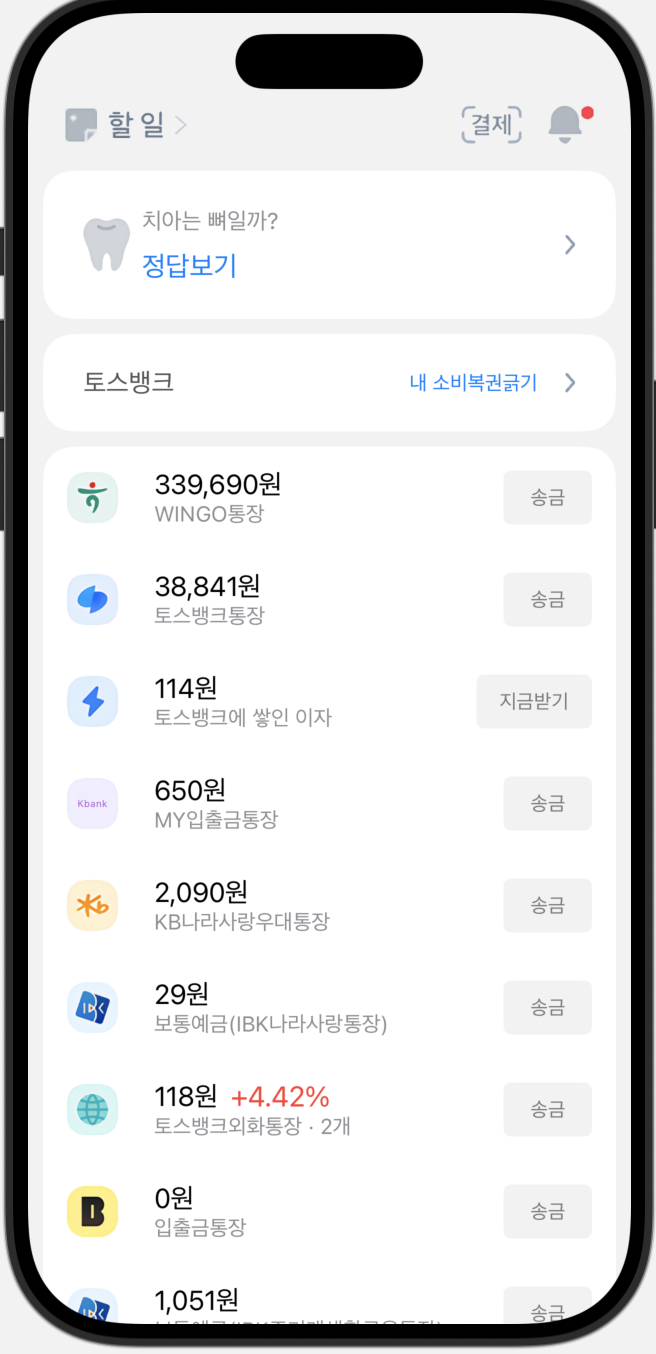 할 일
결제
치아는 뼈일까?
정답보기
토스뱅크 내 소비복권긁기
339,690원
WINGO통장
송금
38,841원
토스뱅크통장
송금
114원
토스뱅크에 쌓인 이자
지금받기
Kbank
650원
MY입출금통장
송금
2,090원
KB나라사랑우대통장
송금
IBK
29원
보통예금(IBK나라사랑통장)
송금
118원 +4.42%
토스뱅크외화통장 · 2개
송금
B
0원
입출금통장
송금
1,051원
송금